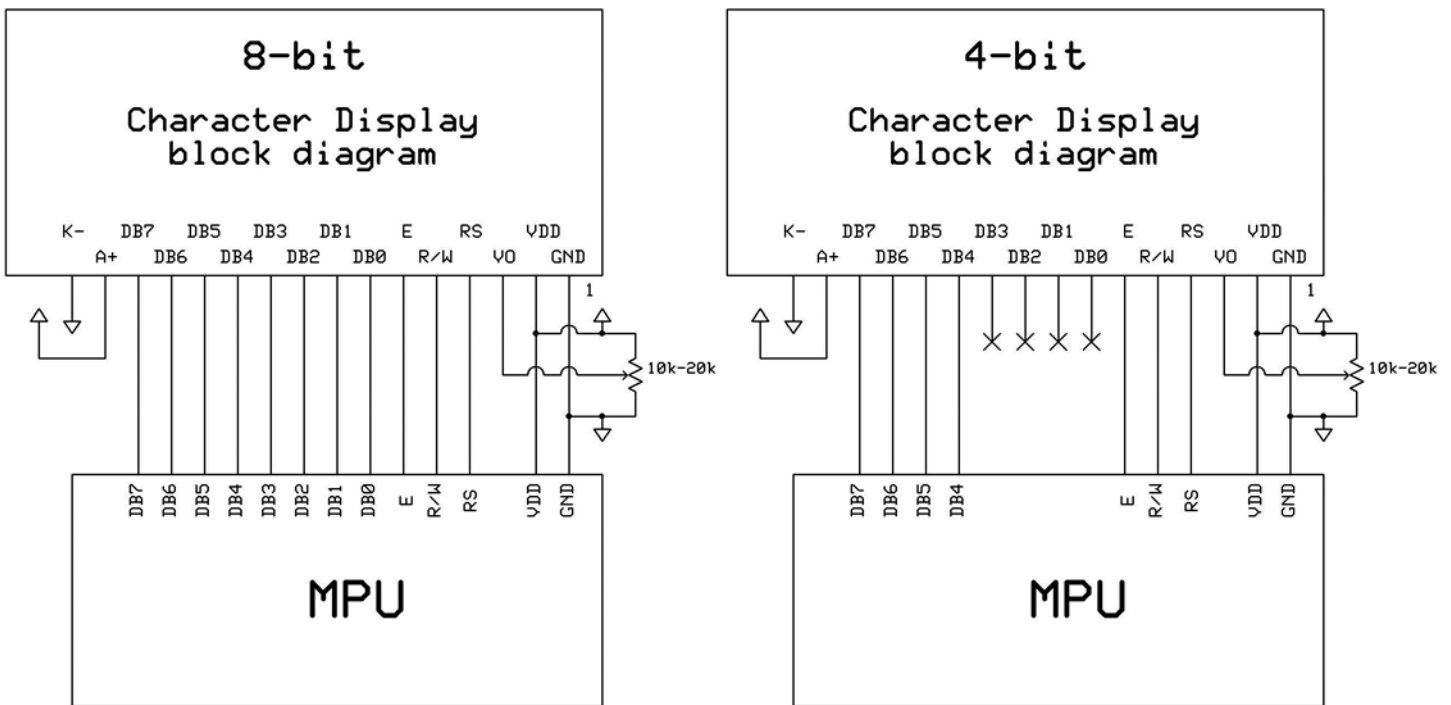 8-bit
Character Display
block diagram
K- DB7 DB5 DB3 DB1 E RS VDD
A+ DB6 DB4 DB2 DB0 R/W VO GND
1
10k-20k
DB7 DB6 DB5 DB4 DB3 DB2 DB1 DB0 E R/W RS VDD GND
MPU
4-bit
Character Display
block diagram
K- DB7 DB5 DB3 DB1 E RS VDD
A+ DB6 DB4 DB2 DB0 R/W VO GND
1
10k-20k
DB7 DB6 DB5 DB4 E R/W RS VDD GND
MPU